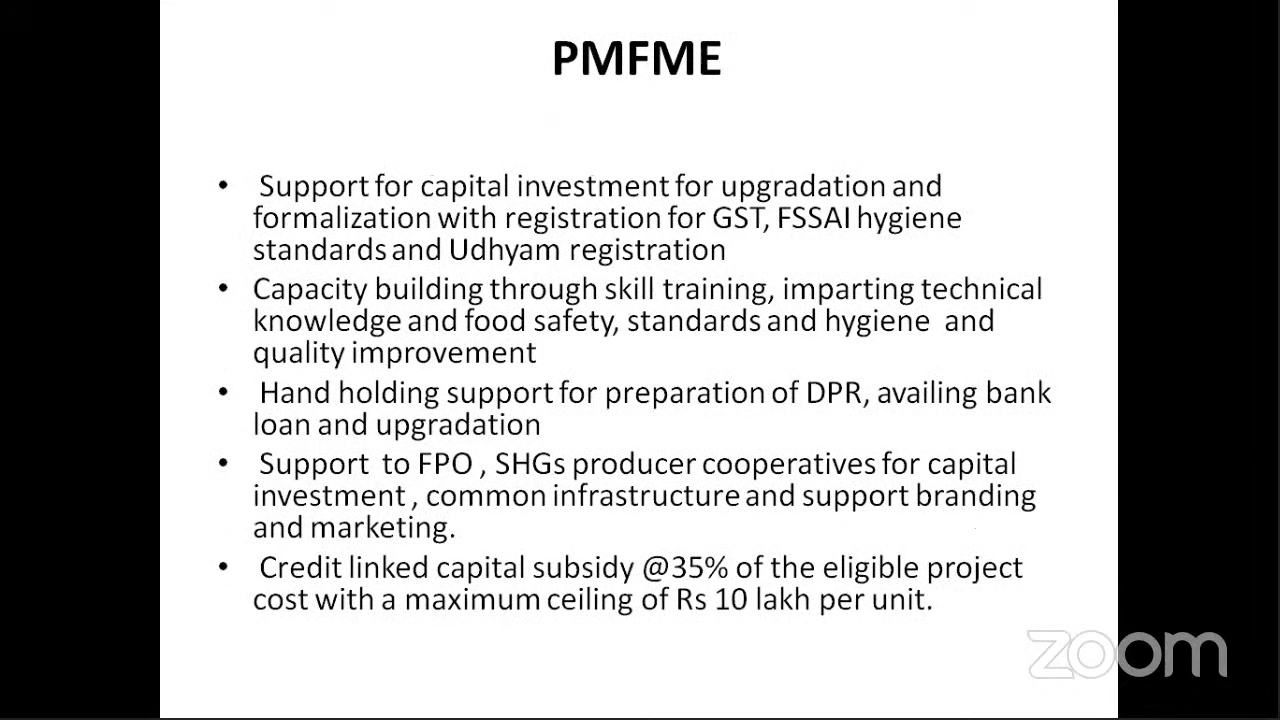 PMFME
• Support for capital investment for upgradation and
formalization with registration for GST, FSSAI hygiene
standards and Udhyam registration
• Capacity building through skill training, imparting technical
knowledge and food safety, standards and hygiene and
quality improvement
• Hand holding support for preparation of DPR, availing bank
loan and upgradation
• Support to FPO , SHGs producer cooperatives for capital
investment , common infrastructure and support branding
and marketing.
• Credit linked capital subsidy @35% of the eligible project
cost with a maximum ceiling of Rs 10 lakh per unit.
zoom